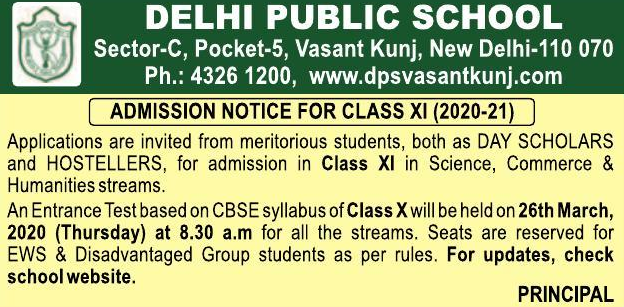 DELHI PUBLIC SCHOOL
Sector-C, Pocket-5, Vasant Kunj, New Delhi-110 070
Ph.: 4326 1200, www.dpsvasantkunj.com
ADMISSION NOTICE FOR CLASS XI (2020-21)
Applications are invited from meritorious students, both as DAY SCHOLARS
and HOSTELLERS, for admission in Class XI in Science, Commerce &
Humanities streams.
An Entrance Test based on CBSE syllabus of Class X will be held on 26th March,
2020 (Thursday) at 8.30 a.m for all the streams. Seats are reserved for
EWS & Disadvantaged Group students as per rules. For updates, check
school website.
PRINCIPAL